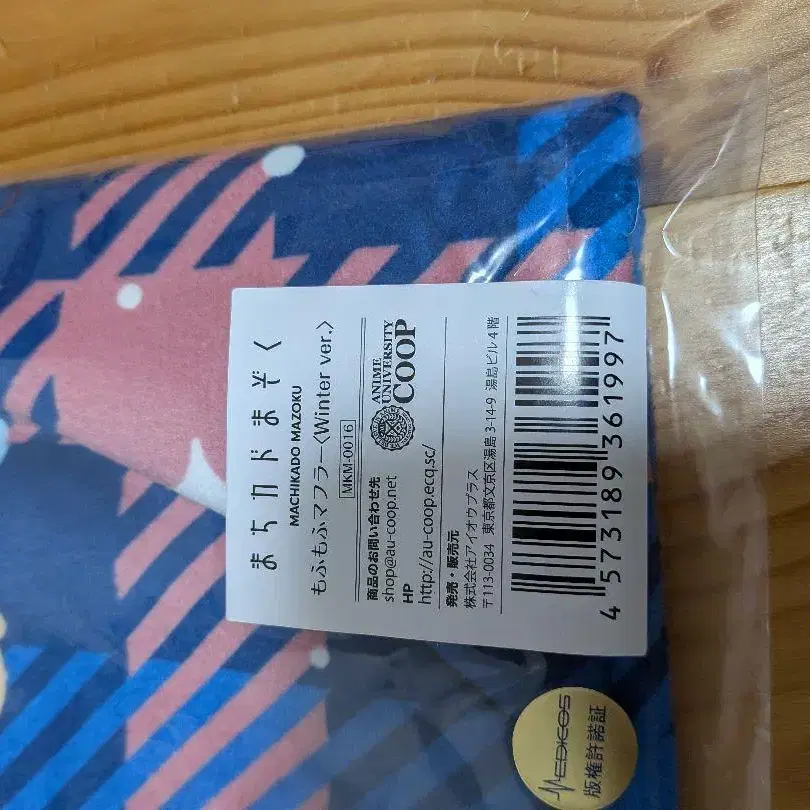 まちカドまぞく
MACHIKADO MAZOKU
もふもふマフラー〈Winter ver.〉
MKM-0016
商品のお問い合わせ先
shop@au-coop.net
HP
http://au-coop.ecq.sc/
ANIME
UNIVERSITY
COOP
発売・販売元
株式会社アイオウプラス
〒113-0034 東京都文京区湯島 3-14-9 湯島ビル 4 階
4 573189 361997
MEDICOS
版権許諾証